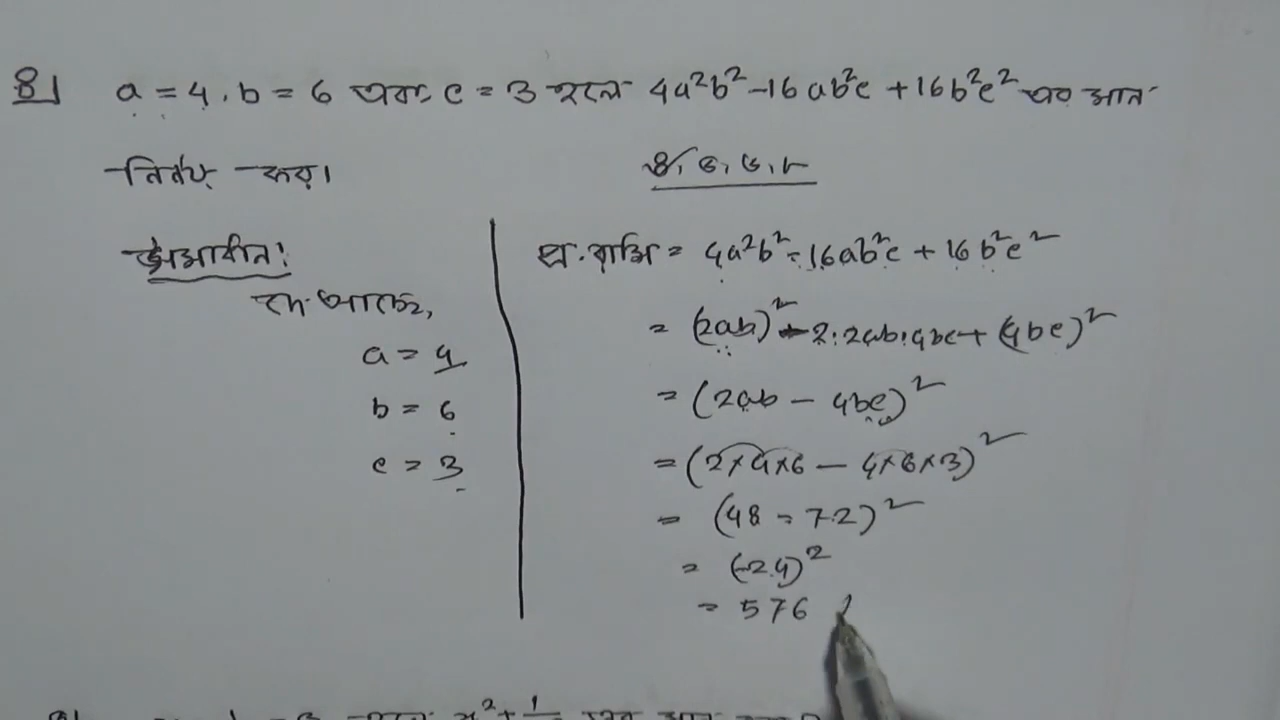 ৪। a = 4, b = 6 এবং c = 3 হলে 4a²b² - 16ab²c + 16b²c² এর মান
নির্ণয় কর।
৪, ৫, ৬, ৮
সমাধান:
দেওয়া আছে,
a = 4
b = 6
c = 3
প্র. রাশি = 4a²b² - 16ab²c + 16b²c²
= (2ab)² - 2.2ab.4bc + (4bc)²
= (2ab - 4bc)²
= (2×4×6 - 4×6×3)²
= (48 - 72)²
= (-24)²
= 576